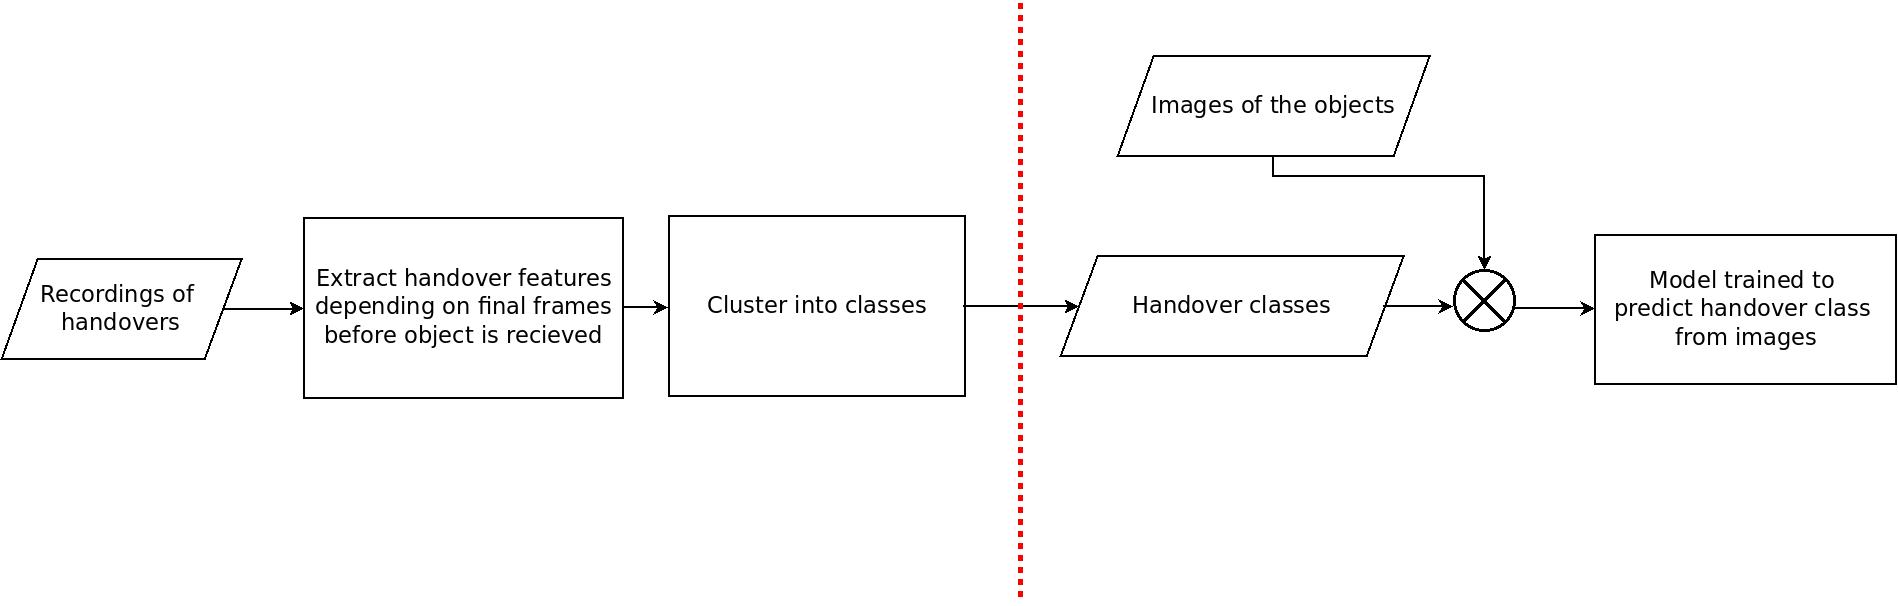 Recordings of
handovers
Extract handover features
depending on final frames
before object is recieved
Cluster into classes
Images of the objects
Handover classes
Model trained to
predict handover class
from images